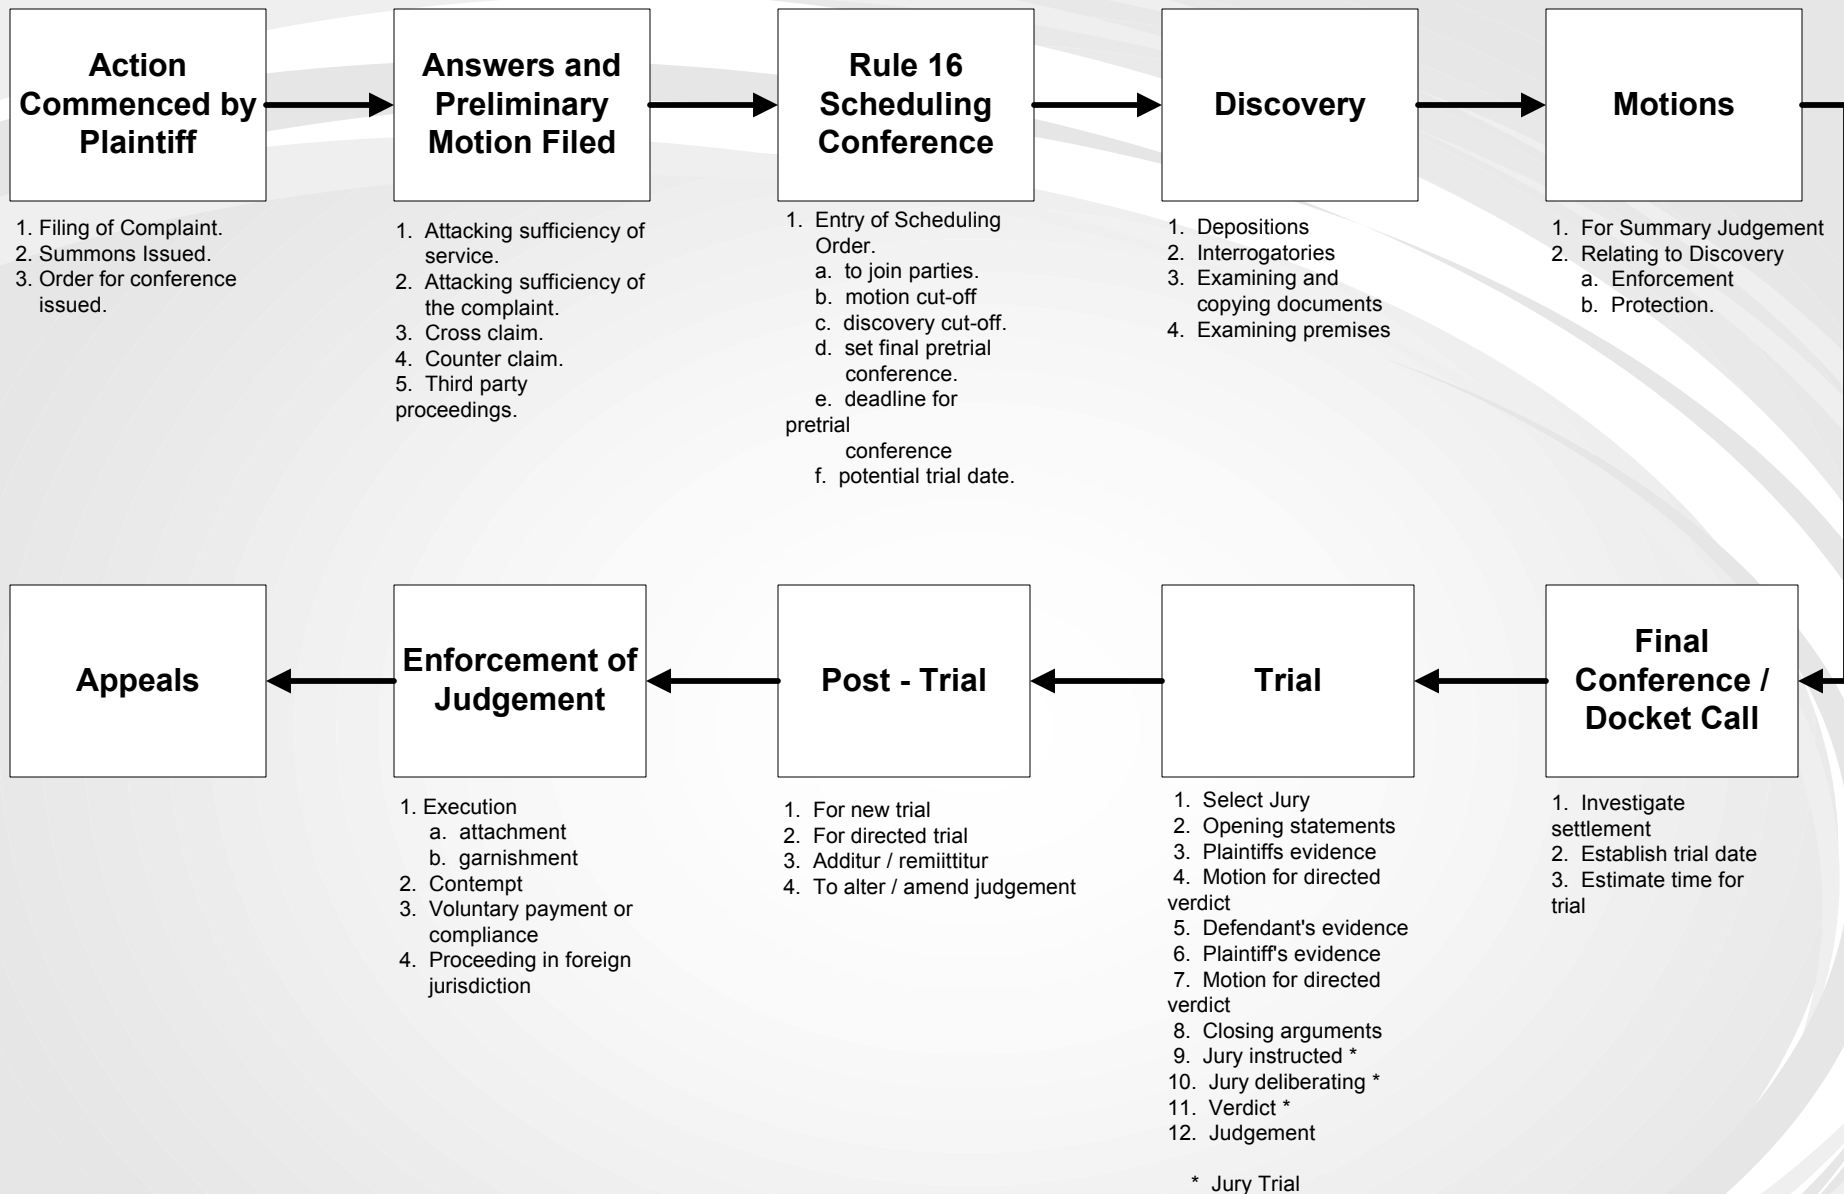 Action
Commenced by
Plaintiff
1. Filing of Complaint.
2. Summons Issued.
3. Order for conference
issued.
Answers and
Preliminary
Motion Filed
1. Attacking sufficiency of
service.
2. Attacking sufficiency of
the complaint.
3. Cross claim.
4. Counter claim.
5. Third party
proceedings.
Rule 16
Scheduling
Conference
1. Entry of Scheduling
Order.
a. to join parties.
b. motion cut-off
c. discovery cut-off.
d. set final pretrial
conference.
e. deadline for
pretrial
conference
f. potential trial date.
Discovery
1. Depositions
2. Interrogatories
3. Examining and
copying documents
4. Examining premises
Motions
1. For Summary Judgement
2. Relating to Discovery
a. Enforcement
b. Protection.
Final
Conference /
Docket Call
1. Investigate
settlement
2. Establish trial date
3. Estimate time for
trial
Trial
1. Select Jury
2. Opening statements
3. Plaintiffs evidence
4. Motion for directed
verdict
5. Defendant's evidence
6. Plaintiff's evidence
7. Motion for directed
verdict
8. Closing arguments
9. Jury instructed *
10. Jury deliberating *
11. Verdict *
12. Judgement
* Jury Trial
Post - Trial
1. For new trial
2. For directed trial
3. Additur / remiittitur
4. To alter / amend judgement
Enforcement of
Judgement
1. Execution
a. attachment
b. garnishment
2. Contempt
3. Voluntary payment or
compliance
4. Proceeding in foreign
jurisdiction
Appeals